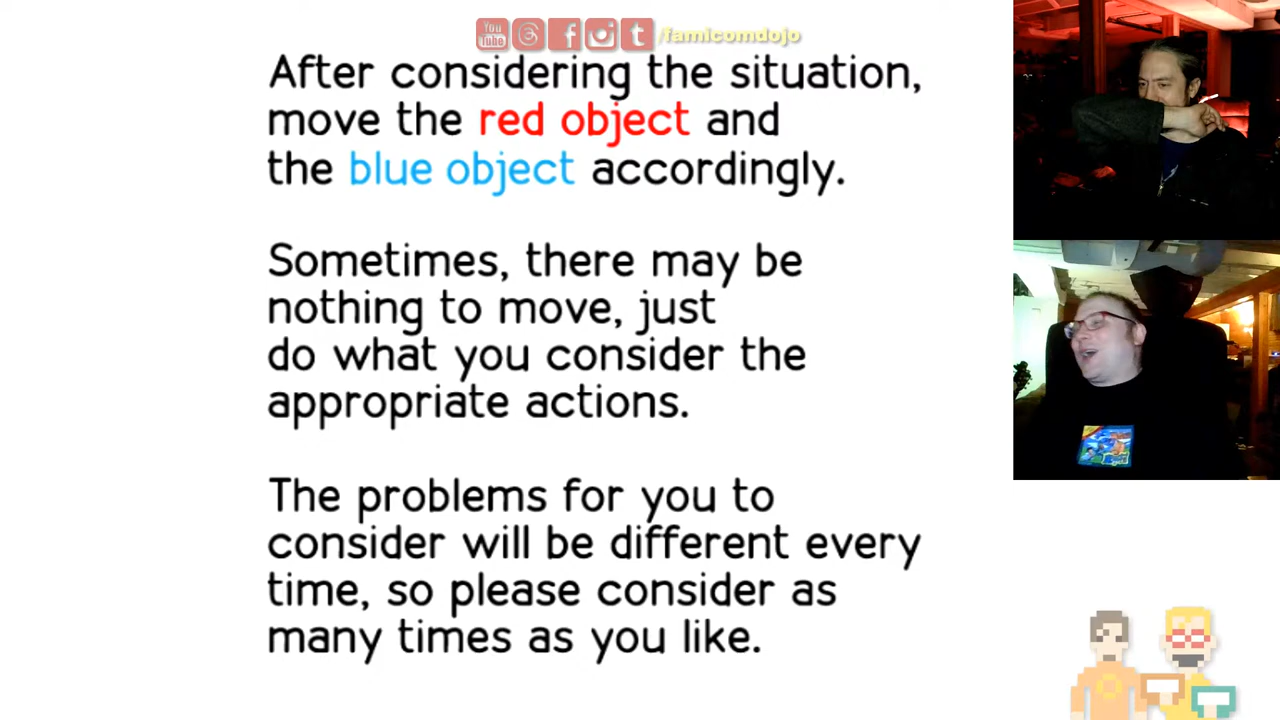 You
Tube
/famicomdojo
After considering the situation,
move the red object and
the blue object accordingly.
Sometimes, there may be
nothing to move, just
do what you consider the
appropriate actions.
The problems for you to
consider will be different every
time, so please consider as
many times as you like.